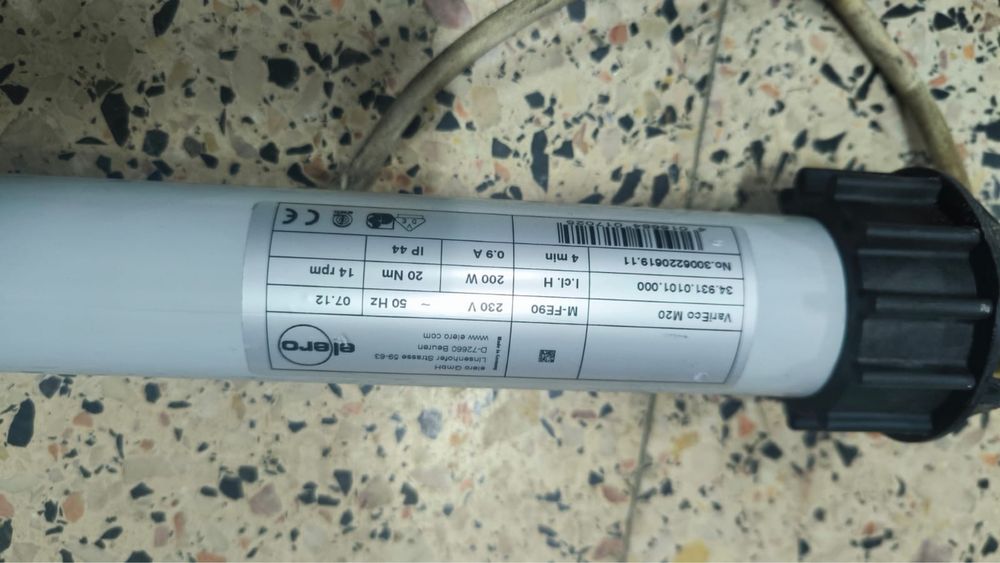 elero
elero GmbH
Linsenhofer Strasse 59-63
D-72660 Beuren
www.elero.com
Made in Germany
VariEco M20
M-FE90
230 V ~ 50 Hz
07.12
34.931.0101.000
I.cl. H
200 W
20 Nm
14 rpm
No.3006220619.11
4 min
0.9 A
IP 44